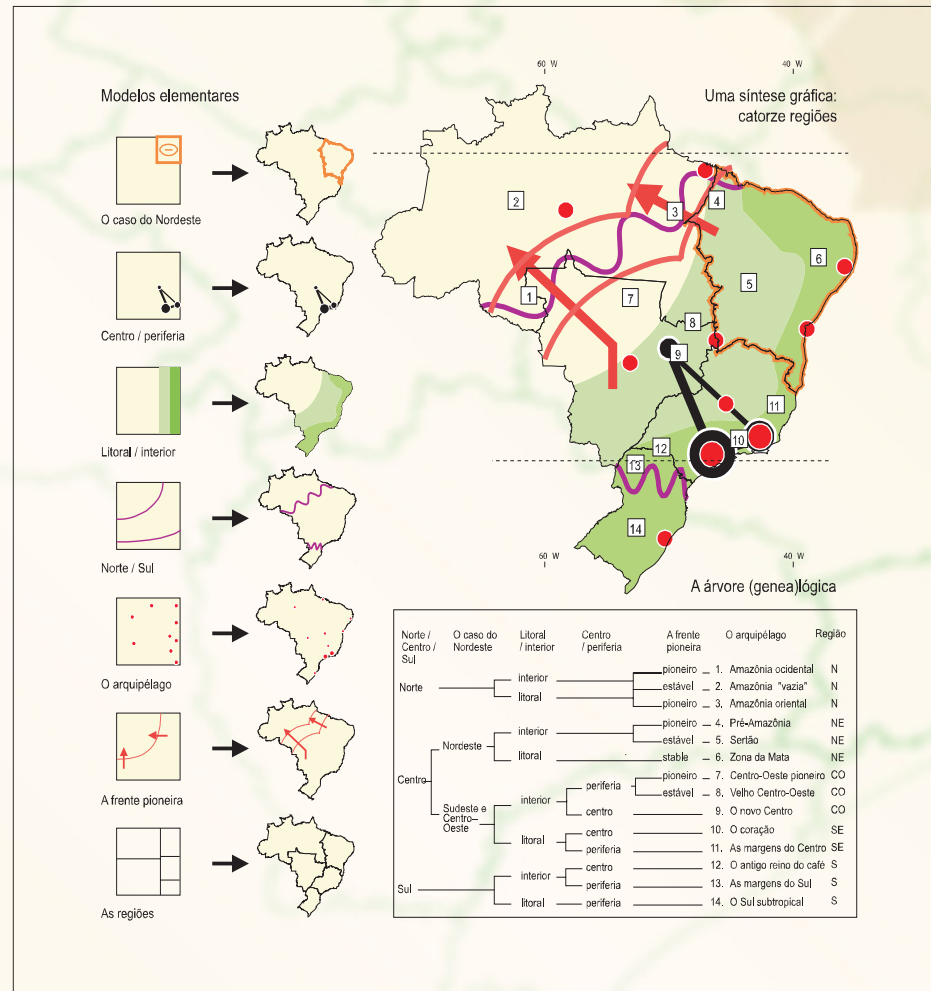 Modelos elementares
O caso do Nordeste
Centro / periferia
Litoral / interior
Norte / Sul
O arquipélago
A frente pioneira
As regiões
60 W
40 W
Uma síntese gráfica:
catorze regiões
2
4
3
6
5
1
7
8
9
11
10
12
13
14
60 W
40 W
A árvore (genea)lógica
Norte / Centro / Sul
O caso do Nordeste
Litoral / interior
Centro / periferia
A frente pioneira
O arquipélago
Região
Norte
interior
litoral
pioneiro 1. Amazônia ocidental N
estável 2. Amazônia "vazia" N
pioneiro 3. Amazônia oriental N
Centro
Nordeste
interior
pioneiro 4. Pré-Amazônia NE
estável 5. Sertão NE
litoral
stable 6. Zona da Mata NE
Sudeste e Centro-Oeste
interior
periferia
pioneiro 7. Centro-Oeste pioneiro CO
estável 8. Velho Centro-Oeste CO
centro 9. O novo Centro CO
litoral
centro 10. O coração SE
periferia 11. As margens do Centro SE
Sul
interior
centro 12. O antigo reino do café S
periferia 13. As margens do Sul S
litoral
periferia 14. O Sul subtropical S